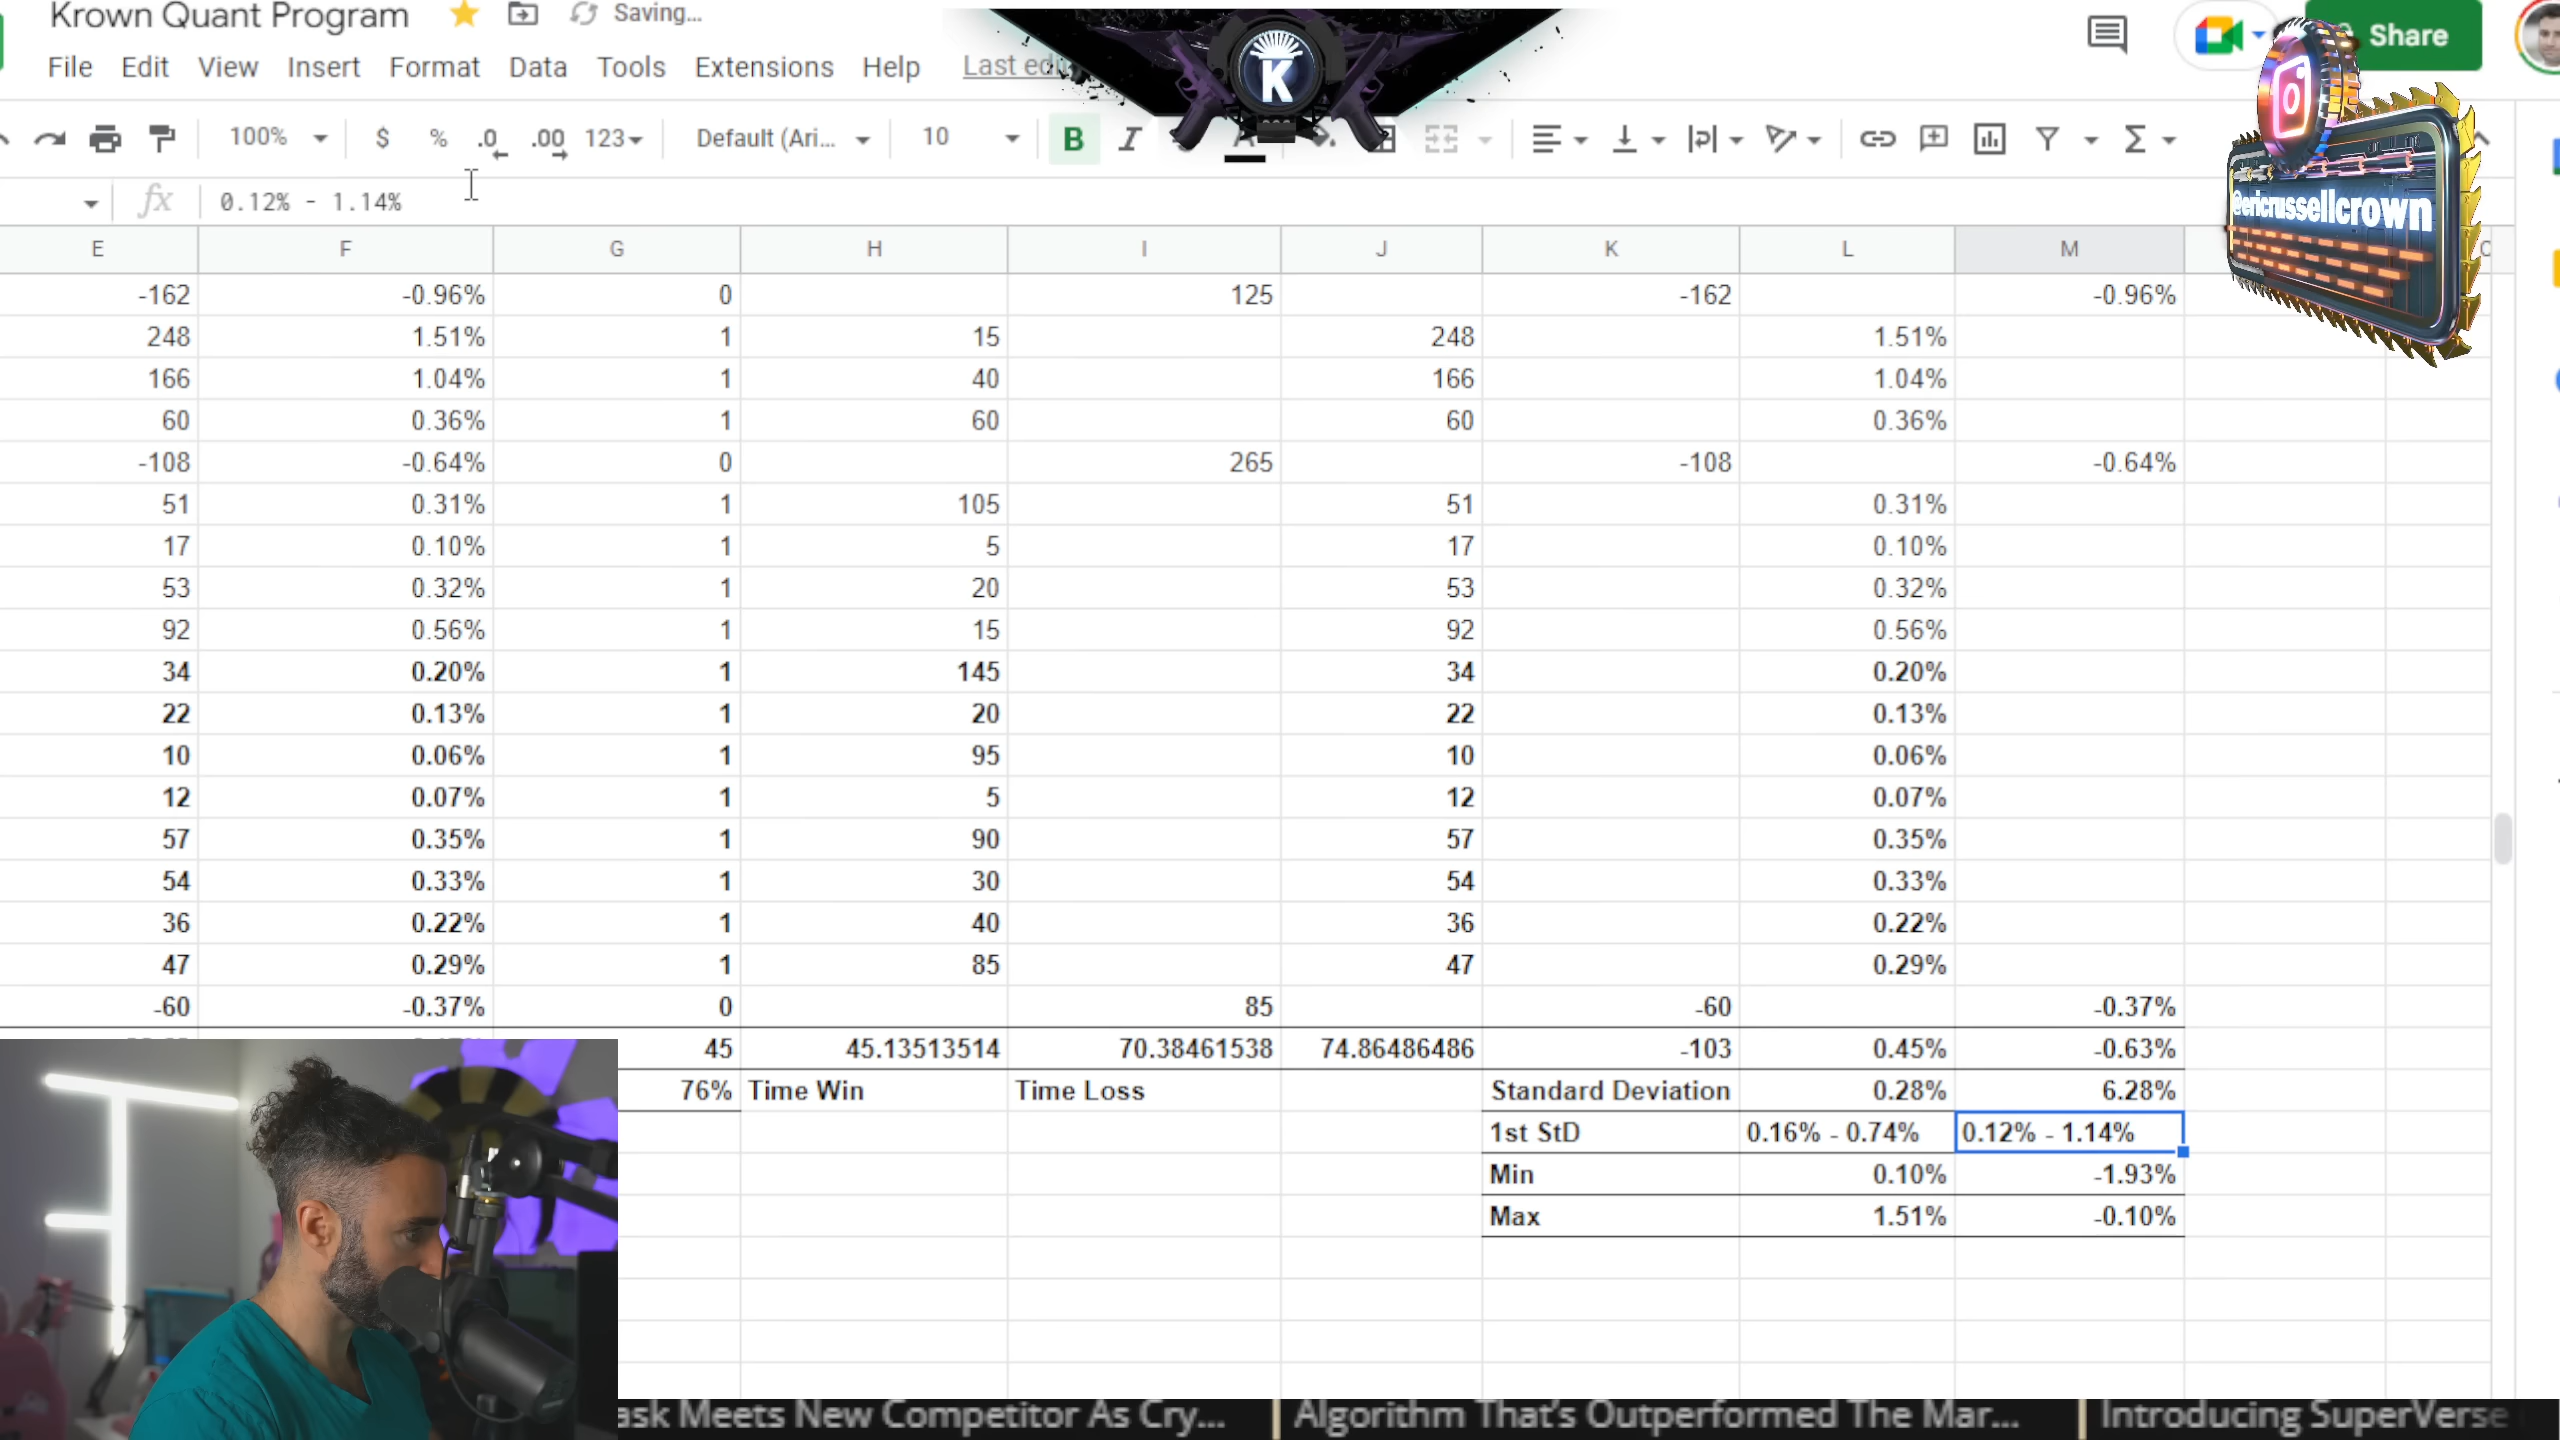 Krown Quant Program Saving...
Share
File Edit View Insert Format Data Tools Extensions Help
K
100% $ % .0 .00 123 Default (Ari... 10 B I A
@ericrussellcrown
fx 0.12% - 1.14%
E F G H I J K L M
-162 -0.96% 0 125 -162 -0.96%
248 1.51% 1 15 248 1.51%
166 1.04% 1 40 166 1.04%
60 0.36% 1 60 60 0.36%
-108 -0.64% 0 265 -108 -0.64%
51 0.31% 1 105 51 0.31%
17 0.10% 1 5 17 0.10%
53 0.32% 1 20 53 0.32%
92 0.56% 1 15 92 0.56%
34 0.20% 1 145 34 0.20%
22 0.13% 1 20 22 0.13%
10 0.06% 1 95 10 0.06%
12 0.07% 1 5 12 0.07%
57 0.35% 1 90 57 0.35%
54 0.33% 1 30 54 0.33%
36 0.22% 1 40 36 0.22%
47 0.29% 1 85 47 0.29%
-60 -0.37% 0 85 -60 -0.37%
45 45.13513514 70.38461538 74.86486486 -103 0.45% -0.63%
76% Time Win Time Loss Standard Deviation 0.28% 6.28%
1st StD 0.16% - 0.74% 0.12% - 1.14%
Min 0.10% -1.93%
Max 1.51% -0.10%
ask Meets New Competitor As Cry... Algorithm That's Outperformed The Mar... Introducing SuperVerse